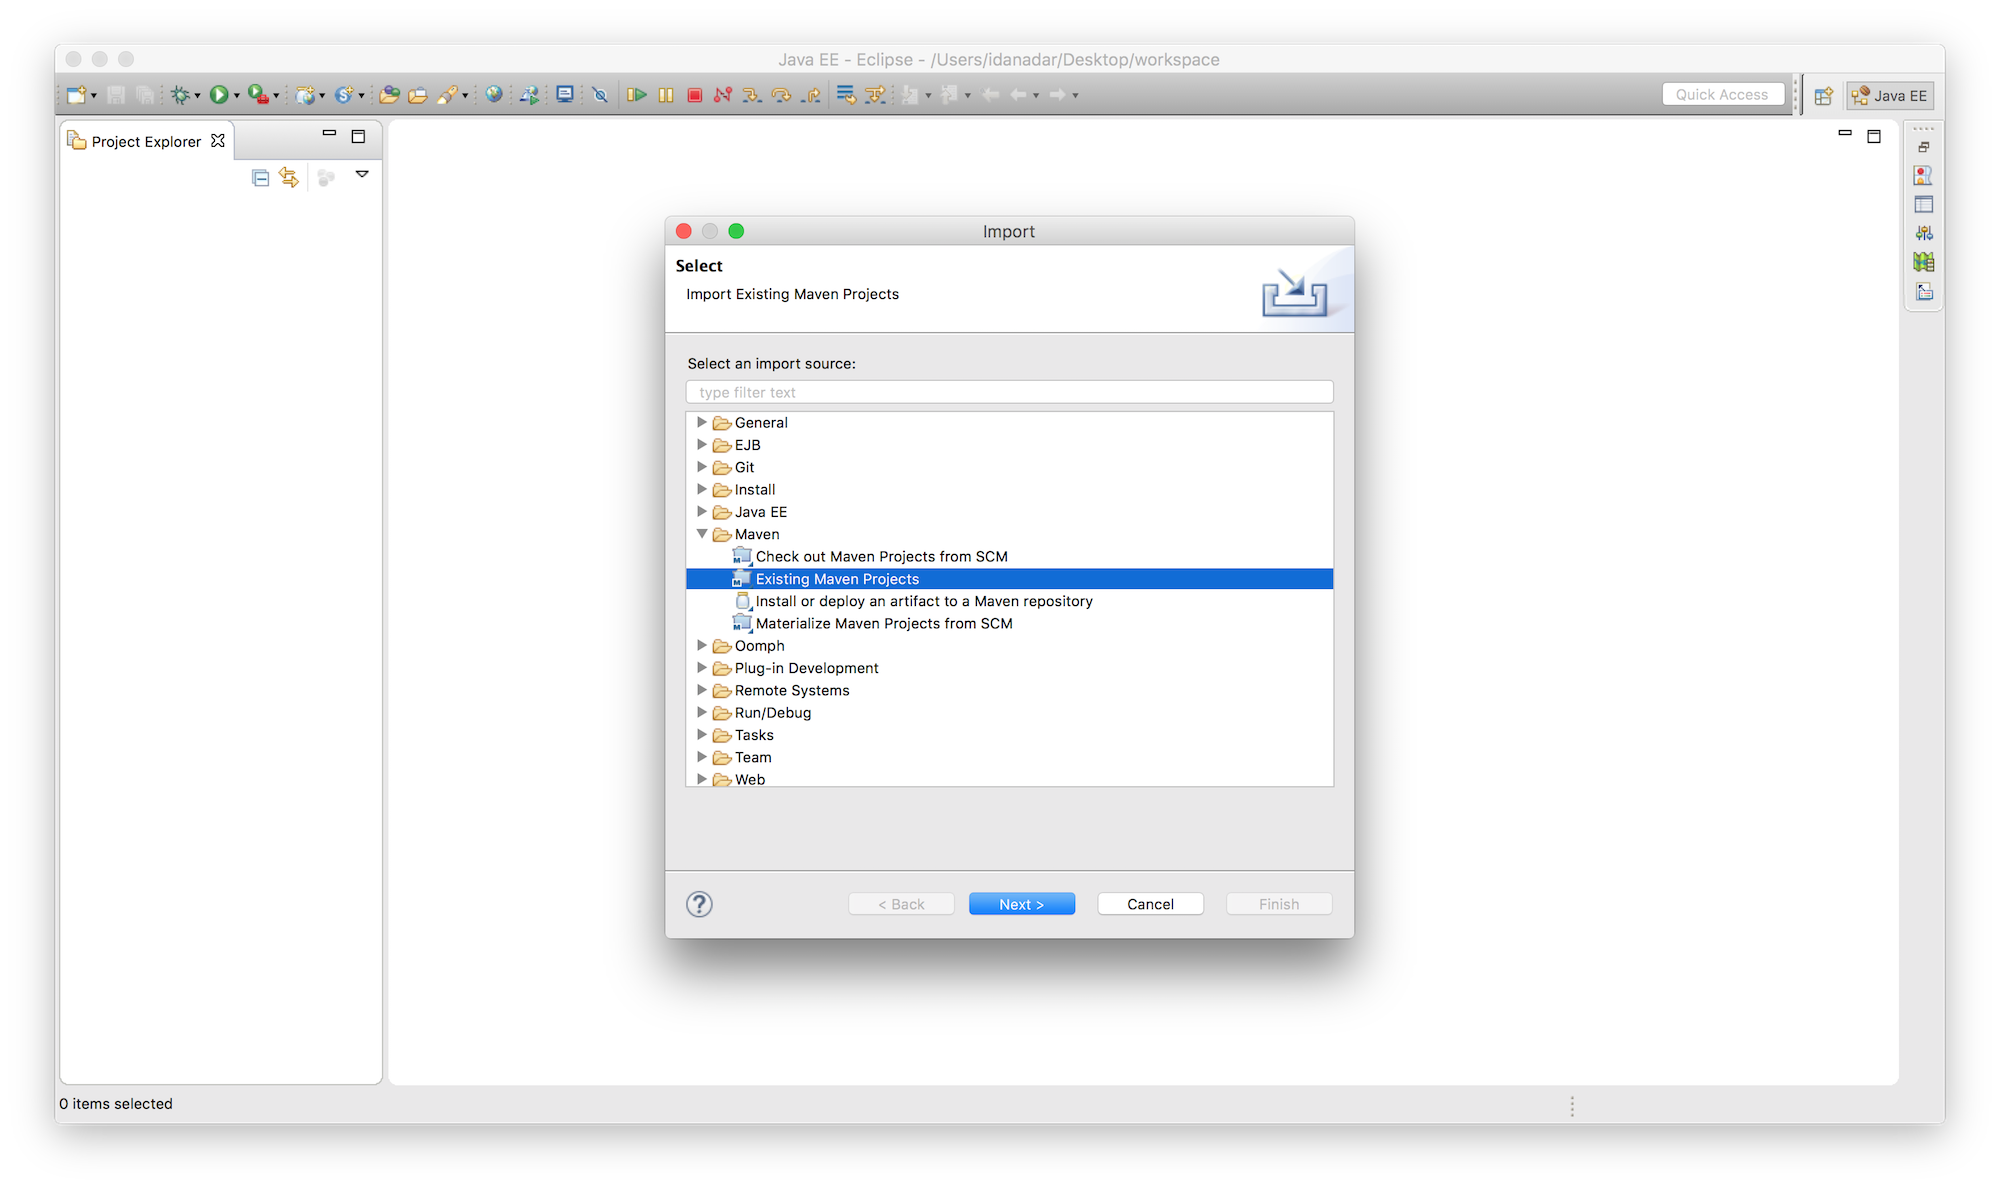 Java EE - Eclipse - /Users/idanadar/Desktop/workspace
Quick Access
Java EE
Project Explorer
Import
Select
Import Existing Maven Projects
Select an import source:
type filter text
General
EJB
Git
Install
Java EE
Maven
Check out Maven Projects from SCM
Existing Maven Projects
Install or deploy an artifact to a Maven repository
Materialize Maven Projects from SCM
Oomph
Plug-in Development
Remote Systems
Run/Debug
Tasks
Team
Web
< Back
Next >
Cancel
Finish
0 items selected